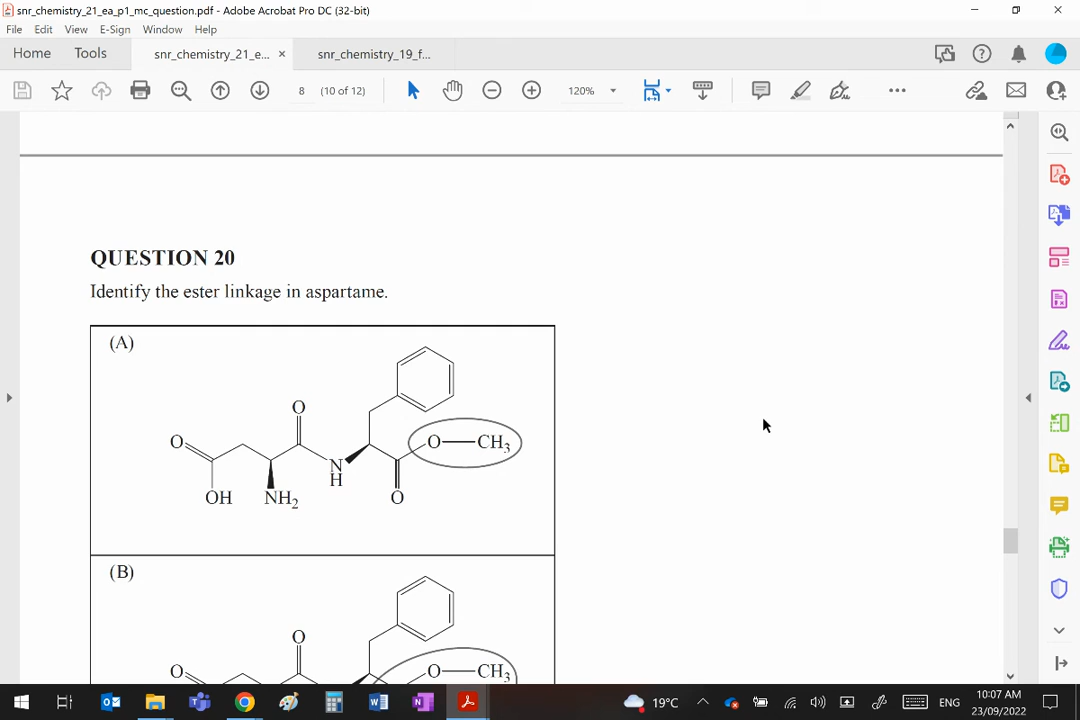 snr_chemistry_21_ea_p1_mc_question.pdf - Adobe Acrobat Pro DC (32-bit)
File Edit View E-Sign Window Help
Home Tools snr_chemistry_21_e... × snr_chemistry_19_f...
8 (10 of 12) 120%
QUESTION 20
Identify the ester linkage in aspartame.
(A)
O
O O—CH3
N
H
OH NH2 O
(B)
O
O O—CH3
19°C ENG 10:07 AM
23/09/2022